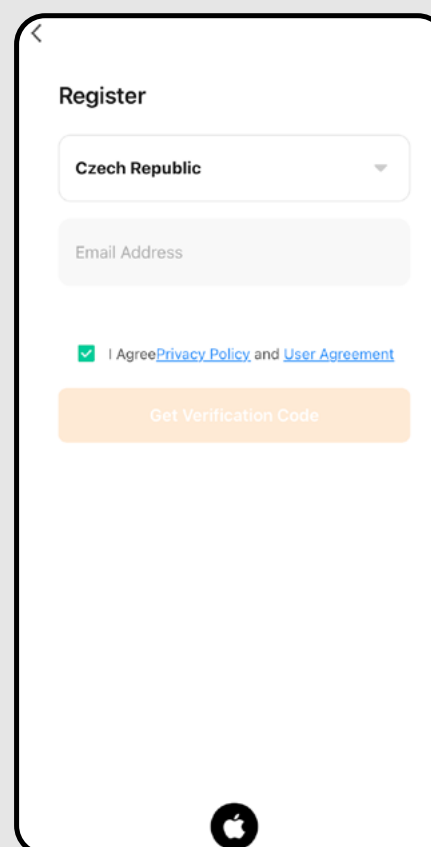 Register
Czech Republic
Email Address
I AgreePrivacy Policy and User Agreement
Get Verification Code